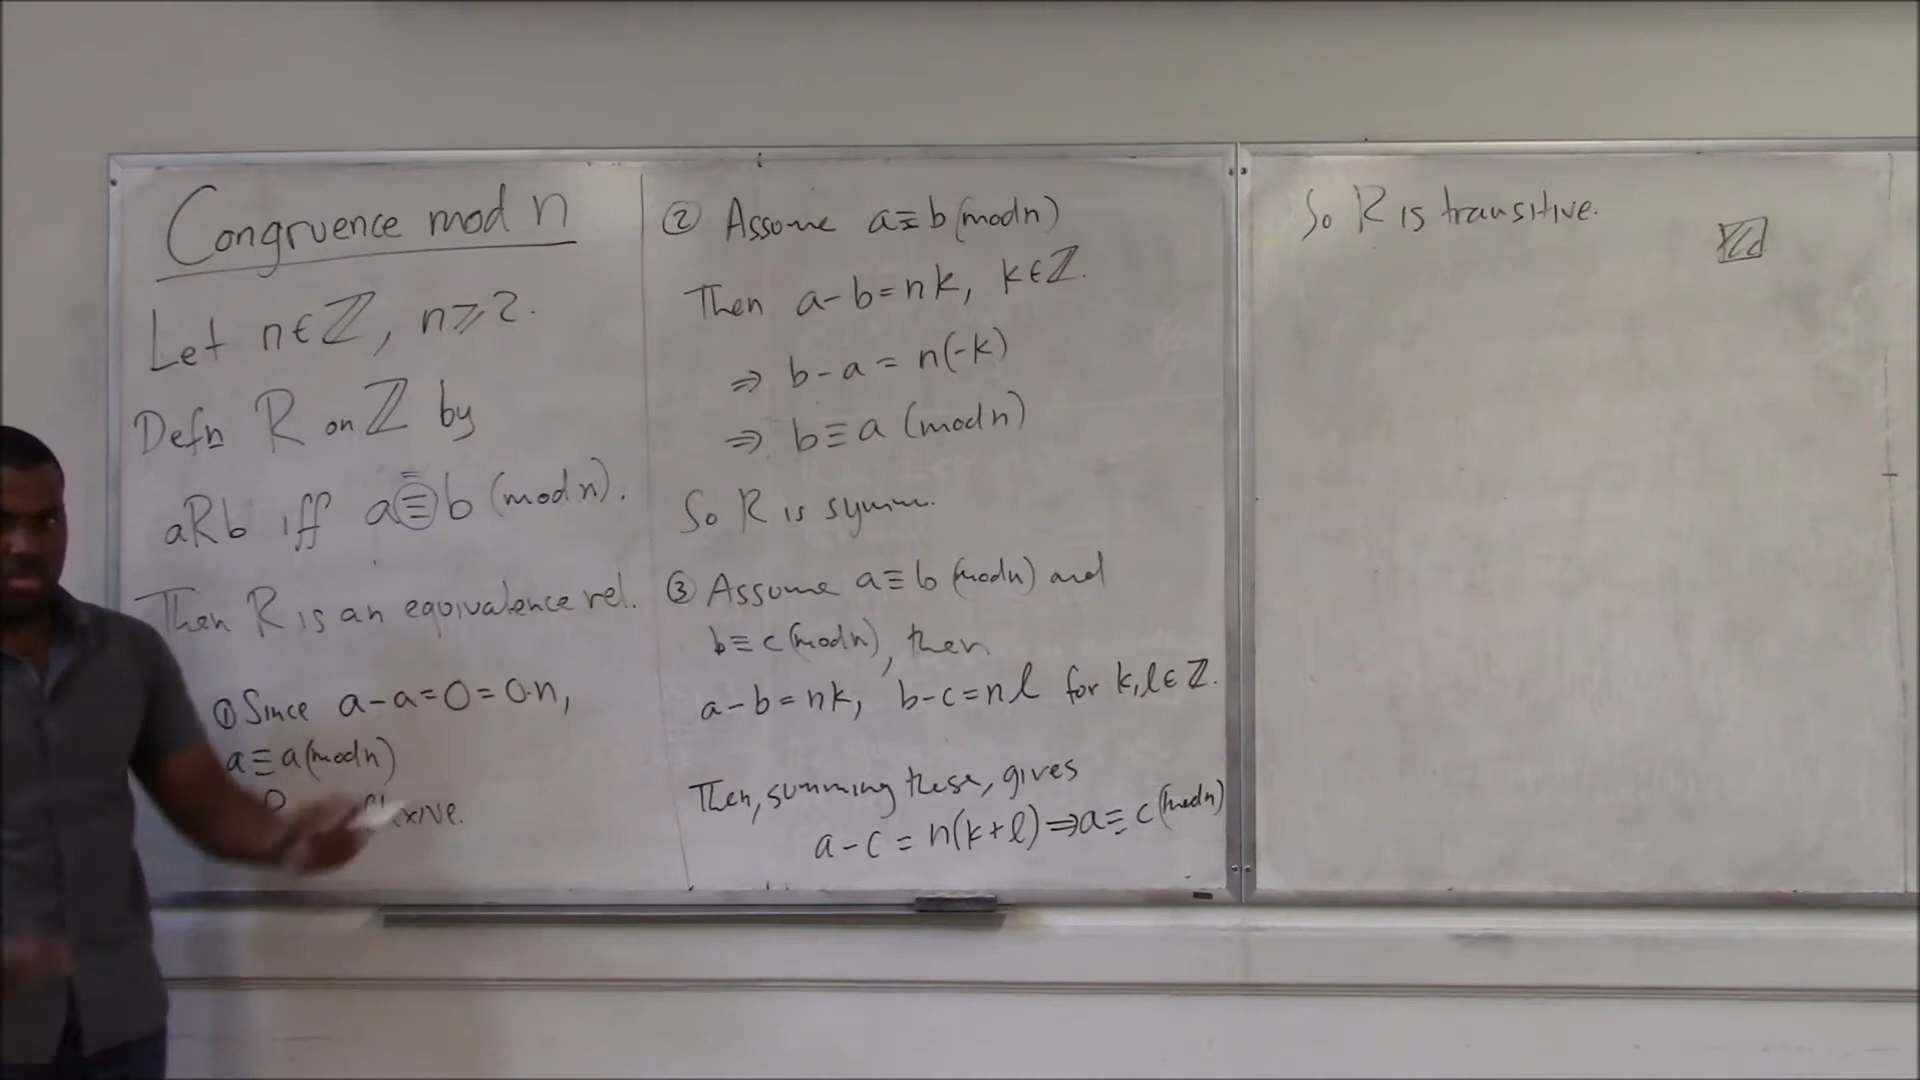 Congruence mod n
Let n∈ℤ, n⩾2.
Defn R on ℤ by
aRb iff a≡b (mod n).
Then R is an equivalence rel.
① Since a-a=0=0·n,
a≡a(mod n)
② Assume a≡b (mod n)
Then a-b=nk, k∈ℤ.
⇒ b-a = n(-k)
⇒ b≡a (mod n)
So R is symm.
③ Assume a≡b (mod n) and
b≡c (mod n), then
a-b=nk, b-c=nl for k,l∈ℤ.
Then, summing these, gives
a-c = n(k+l) ⇒ a≡c (mod n)
So R is transitive.